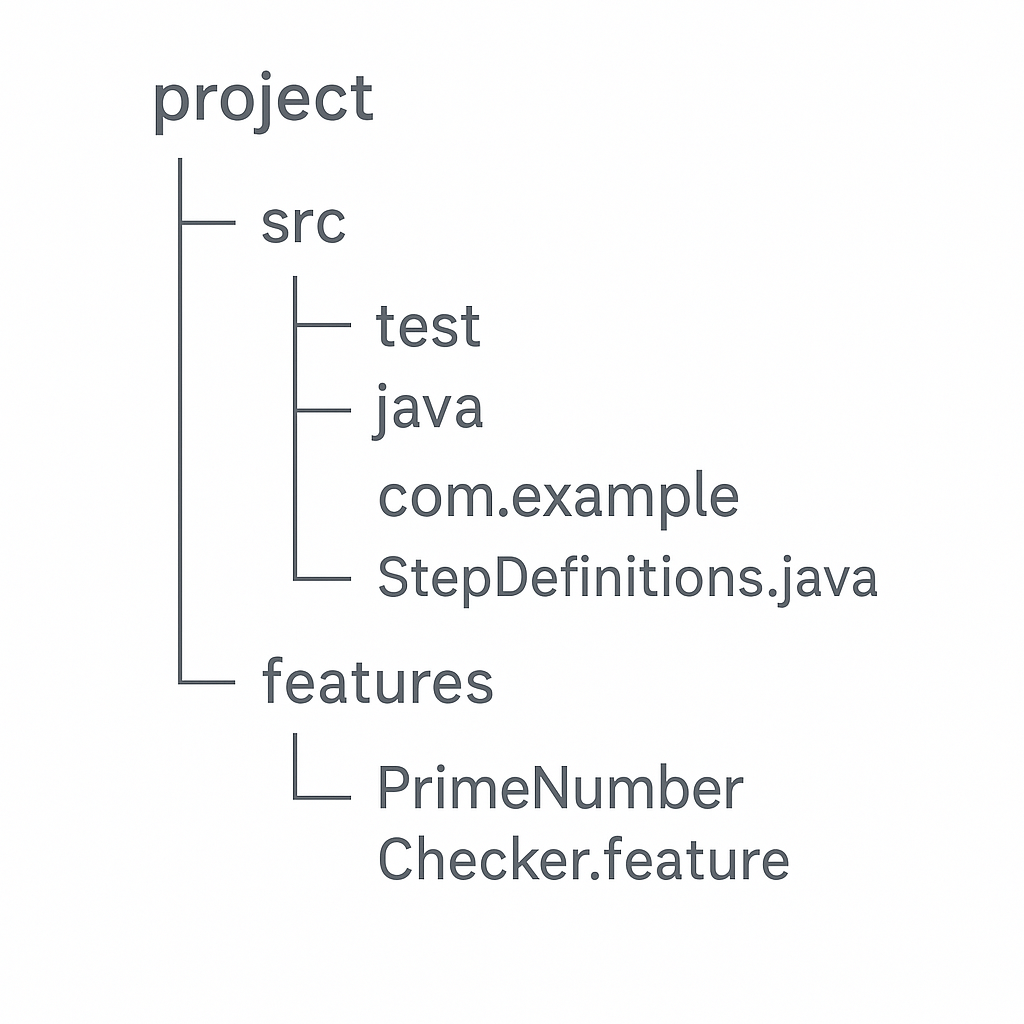 project
src
test
java
com.example
StepDefinitions.java
features
PrimeNumber
Checker.feature